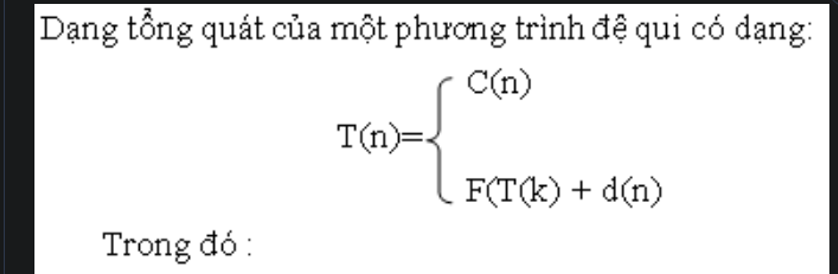 Dạng tổng quát của một phương trình đệ qui có dạng:
C(n)
T(n)=
F(T(k) + d(n)
Trong đó :